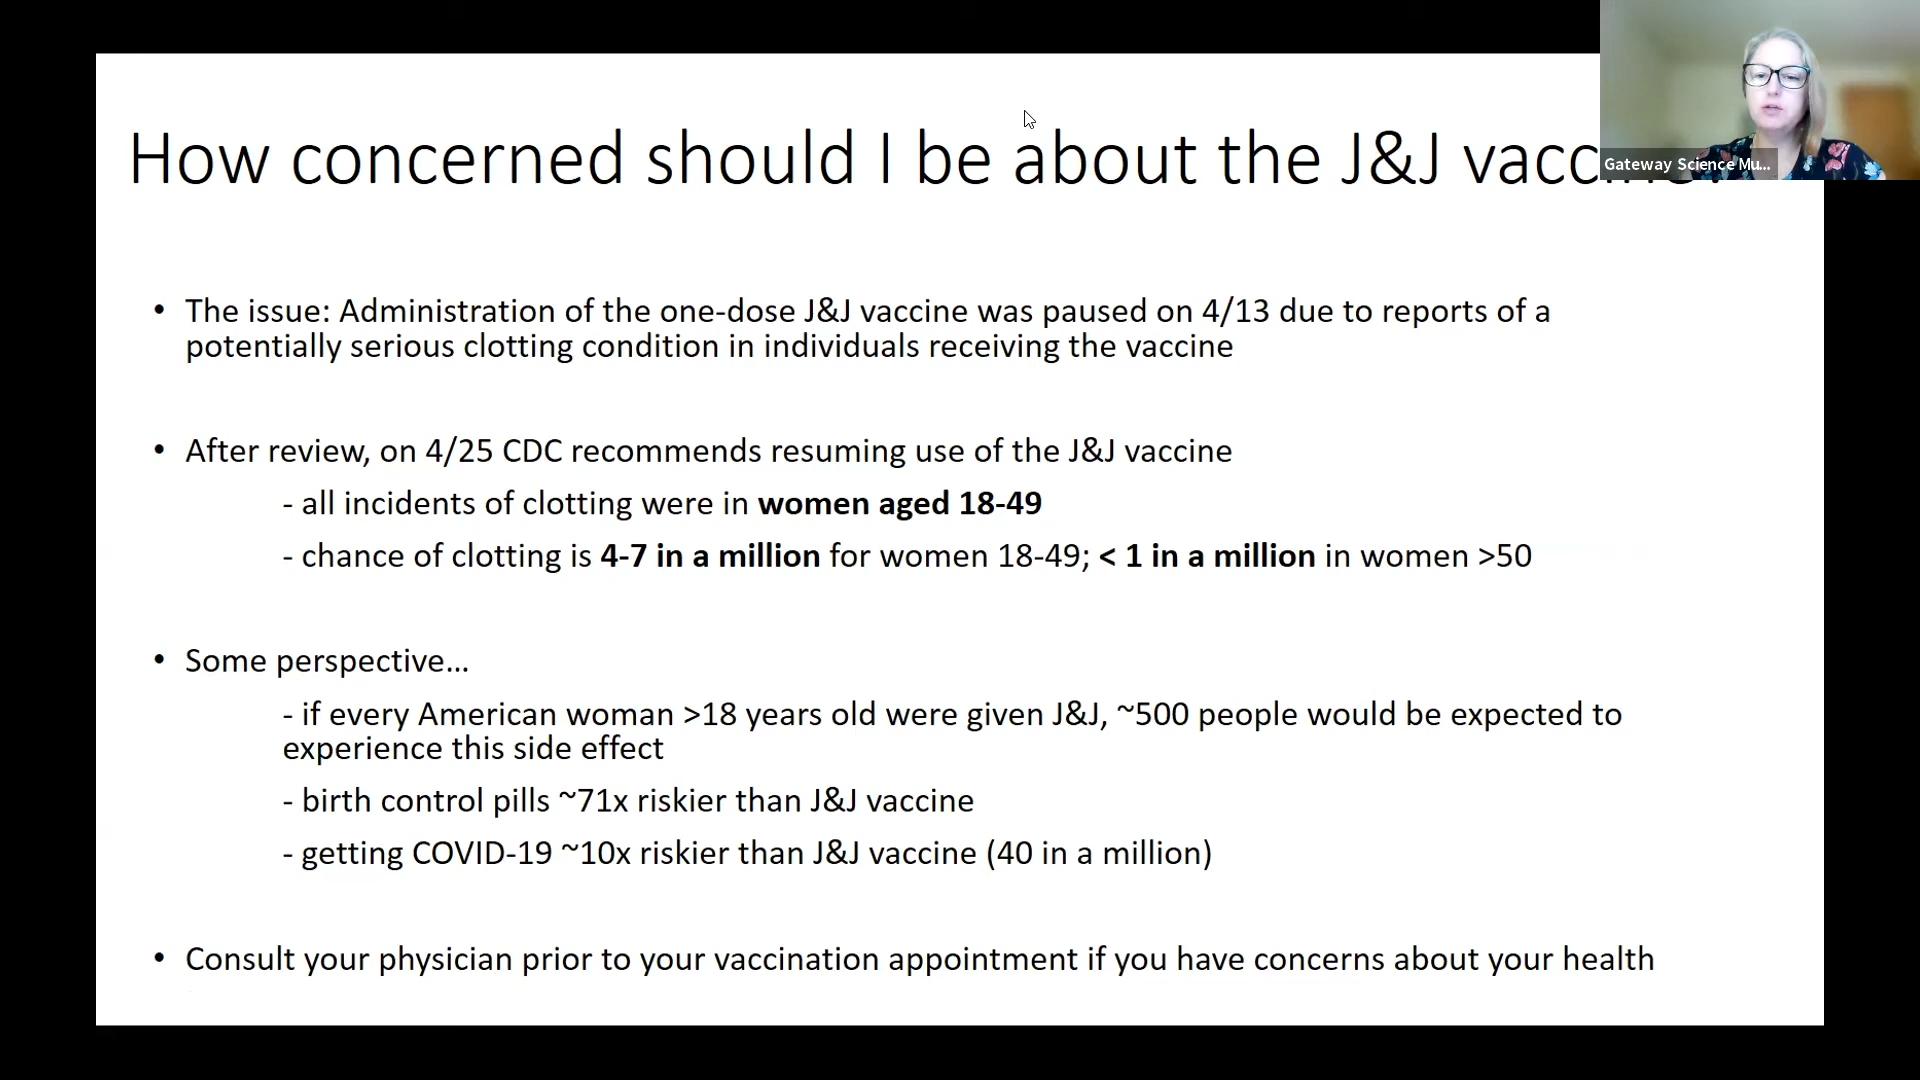 How concerned should I be about the J&J
Gateway Science Mu...
• The issue: Administration of the one-dose J&J vaccine was paused on 4/13 due to reports of a
potentially serious clotting condition in individuals receiving the vaccine
• After review, on 4/25 CDC recommends resuming use of the J&J vaccine
- all incidents of clotting were in women aged 18-49
- chance of clotting is 4-7 in a million for women 18-49; < 1 in a million in women >50
• Some perspective...
- if every American woman >18 years old were given J&J, ~500 people would be expected to
experience this side effect
- birth control pills ~71x riskier than J&J vaccine
- getting COVID-19 ~10x riskier than J&J vaccine (40 in a million)
• Consult your physician prior to your vaccination appointment if you have concerns about your health